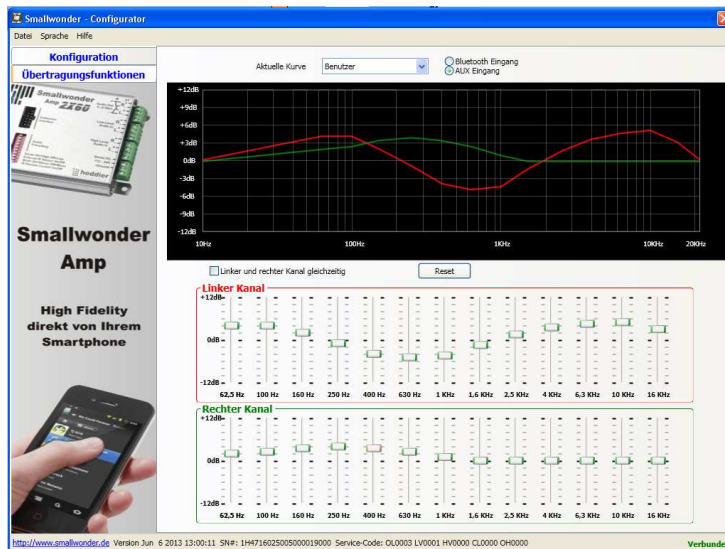 Smallwonder - Configurator
Datei Sprache Hilfe
Konfiguration
Übertragungsfunktionen
Smallwonder
Amp 2X60
hoddier
Smallwonder
Amp
High Fidelity
direkt von Ihrem
Smartphone
Aktuelle Kurve Benutzer
Bluetooth Eingang
AUX Eingang
+12dB
+9dB
+6dB
+3dB
0dB
-3dB
-6dB
-9dB
-12dB
10Hz 100Hz 1KHz 10KHz 20KHz
Linker und rechter Kanal gleichzeitig Reset
Linker Kanal
+12dB
0dB
-12dB
62,5 Hz 100 Hz 160 Hz 250 Hz 400 Hz 630 Hz 1 KHz 1,6 KHz 2,5 KHz 4 KHz 6,3 KHz 10 KHz 16 KHz
Rechter Kanal
+12dB
0dB
-12dB
62,5 Hz 100 Hz 160 Hz 250 Hz 400 Hz 630 Hz 1 KHz 1,6 KHz 2,5 KHz 4 KHz 6,3 KHz 10 KHz 16 KHz
http://www.smallwonder.de Version Jun 6 2013 13:00:11 SN#: 1H4716025005000019000 Service-Code: OL0003 LV0001 HV0000 CL0000 OH0000 Verbunde